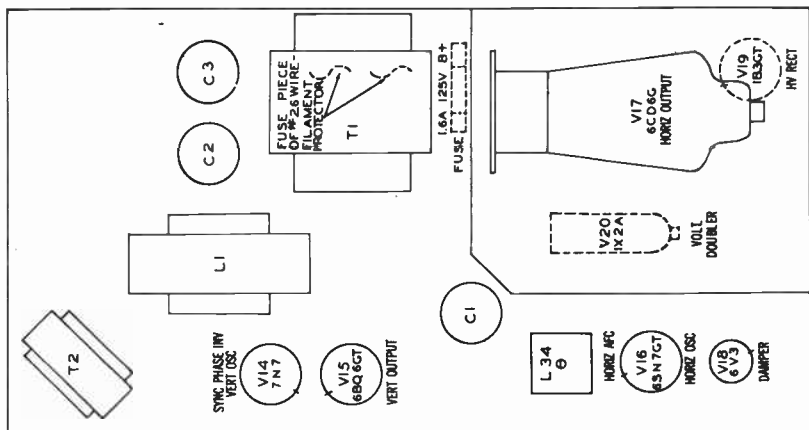 C3
C2
FUSE PIECE
OF #26 WIRE-
FILAMENT
PROTECTOR
T1
1.6A 125V B+
FUSE
V17
6CD6G
HORIZ OUTPUT
V19
1B3GT
HV RECT
V20
1X2A
VOLT
DOUBLER
L1
C1
T2
SYNC PHASE INV
VERT OSC
V14
7N7
V15
6BQ6GT
VERT OUTPUT
L34
θ
HORIZ AFC
V16
6SN7GT
HORIZ OSC
V18
6V3
DAMPER